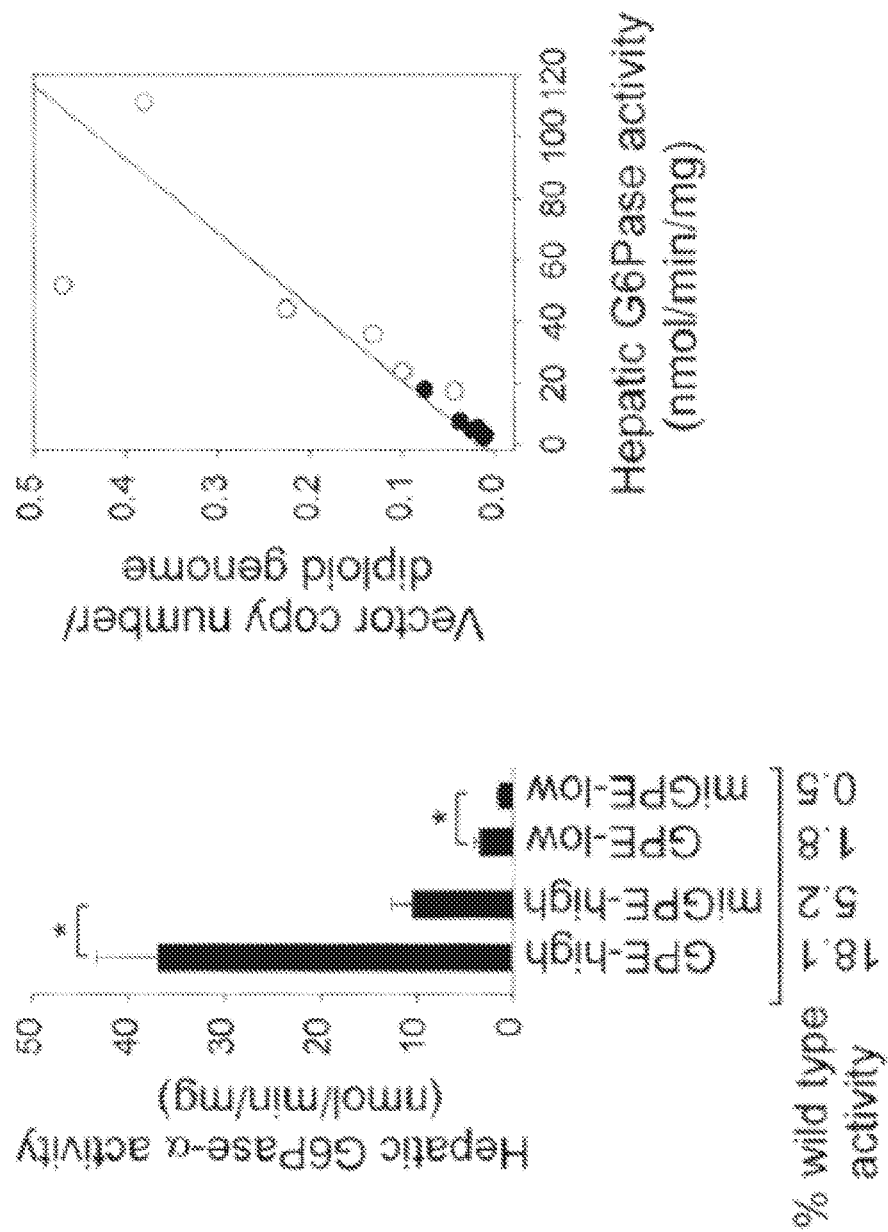 Hepatic G6Pase-α activity
(nmol/min/mg)
50
40
30
20
10
0
*
*
GPE-high
miGPE-high
GPE-low
miGPE-low
% wild type
activity
18.1
5.2
1.8
0.5
Vector copy number/
diploid genome
0.5
0.4
0.3
0.2
0.1
0.0
0
20
40
60
80
100
120
Hepatic G6Pase activity
(nmol/min/mg)